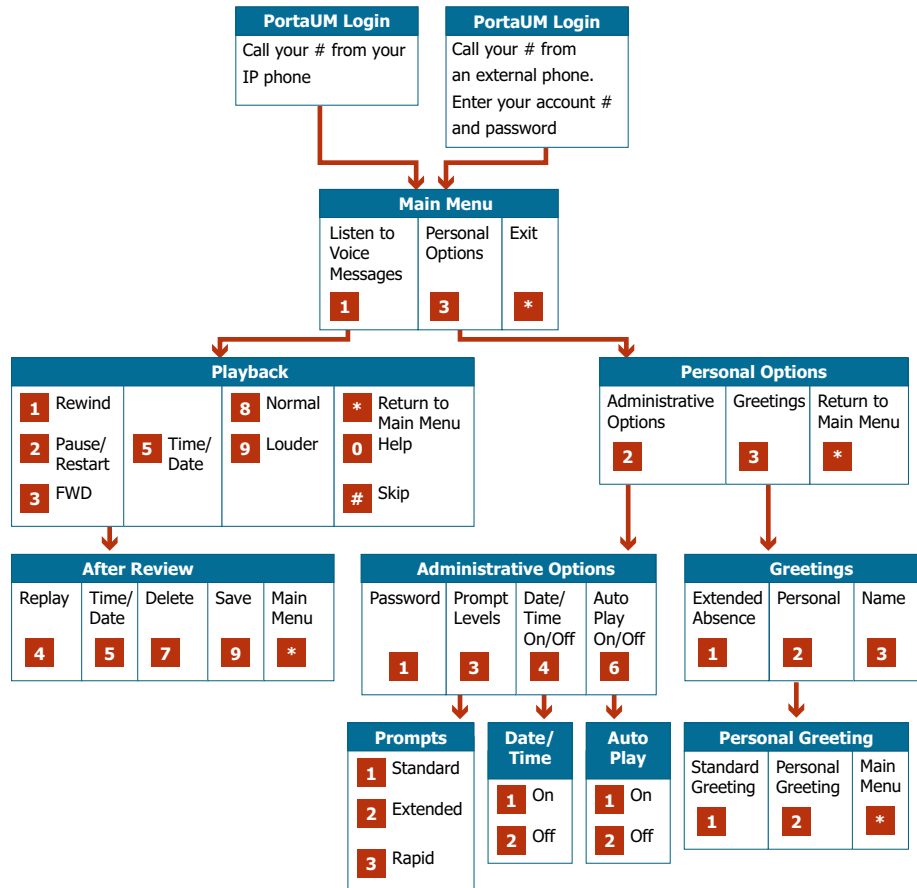 PortaUM Login
Call your # from your
IP phone
PortaUM Login
Call your # from
an external phone.
Enter your account #
and password
Main Menu
Listen to
Voice
Messages
1
Personal
Options
3
Exit
*
Playback
1 Rewind
2 Pause/
Restart
3 FWD
5 Time/
Date
8 Normal
9 Louder
* Return to
Main Menu
0 Help
# Skip
Personal Options
Administrative
Options
2
Greetings
3
Return to
Main Menu
*
After Review
Replay
4
Time/
Date
5
Delete
7
Save
9
Main
Menu
*
Administrative Options
Password
1
Prompt
Levels
3
Date/
Time
On/Off
4
Auto
Play
On/Off
6
Greetings
Extended
Absence
1
Personal
2
Name
3
Prompts
1 Standard
2 Extended
3 Rapid
Date/
Time
1 On
2 Off
Auto
Play
1 On
2 Off
Personal Greeting
Standard
Greeting
1
Personal
Greeting
2
Main
Menu
*